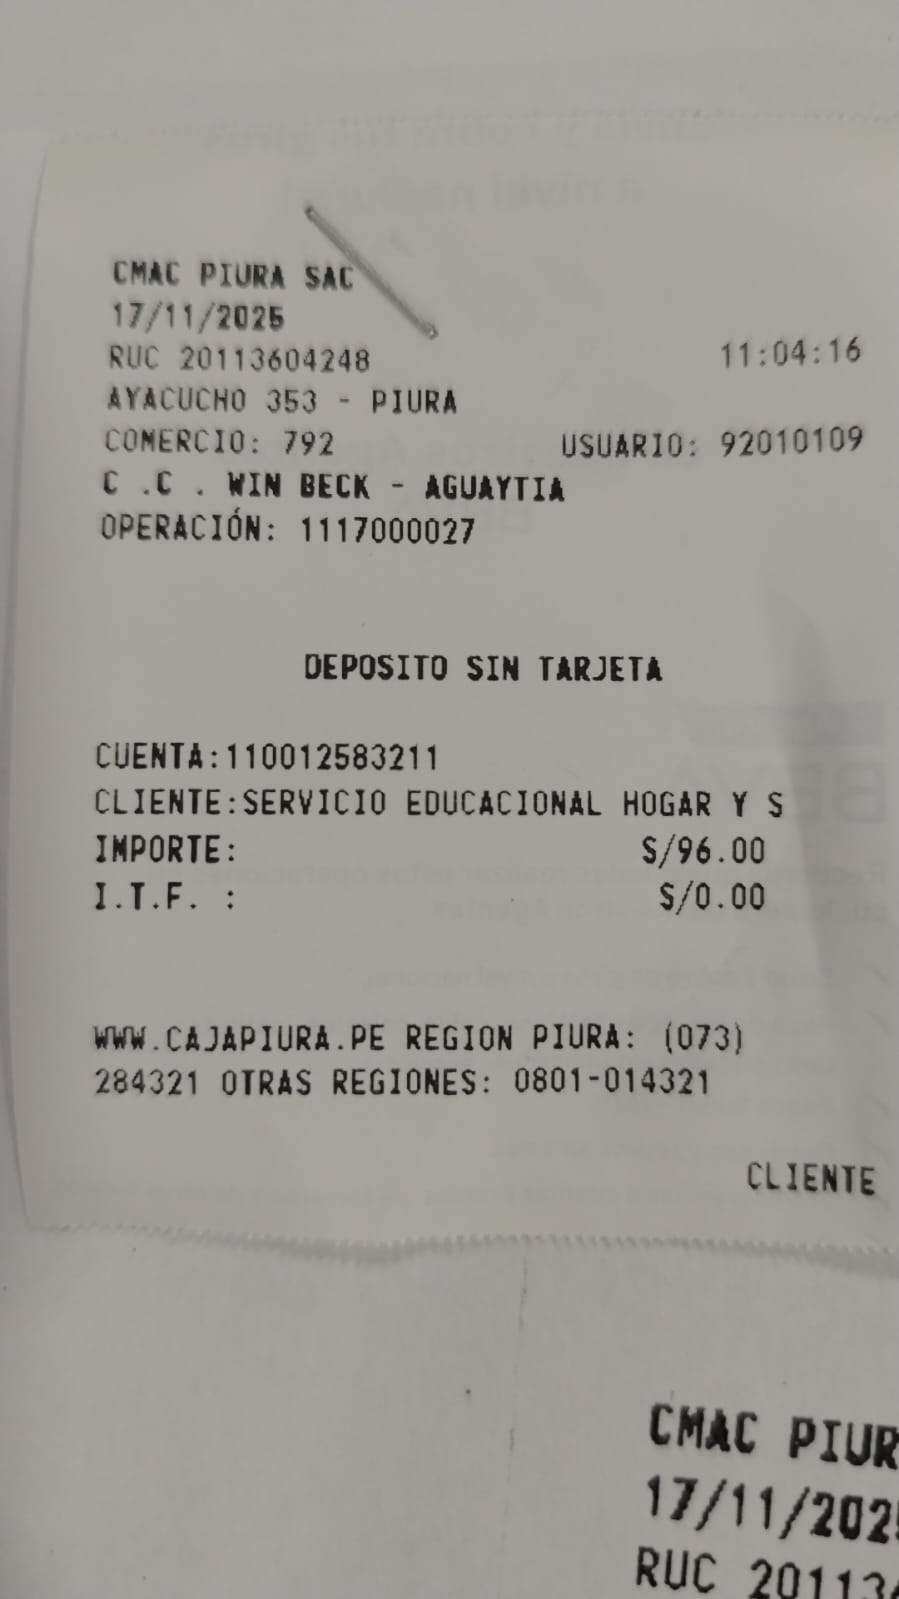 CMAC PIURA SAC
17/11/2025
RUC 20113604248 11:04:16
AYACUCHO 353 - PIURA
COMERCIO: 792 USUARIO: 92010109
C .C . WIN BECK - AGUAYTIA
OPERACIÓN: 1117000027
DEPOSITO SIN TARJETA
CUENTA:110012583211
CLIENTE:SERVICIO EDUCACIONAL HOGAR Y S
IMPORTE: S/96.00
I.T.F. : S/0.00
WWW.CAJAPIURA.PE REGION PIURA: (073)
284321 OTRAS REGIONES: 0801-014321
CLIENTE
CMAC PIUR
17/11/202
RUC 20113